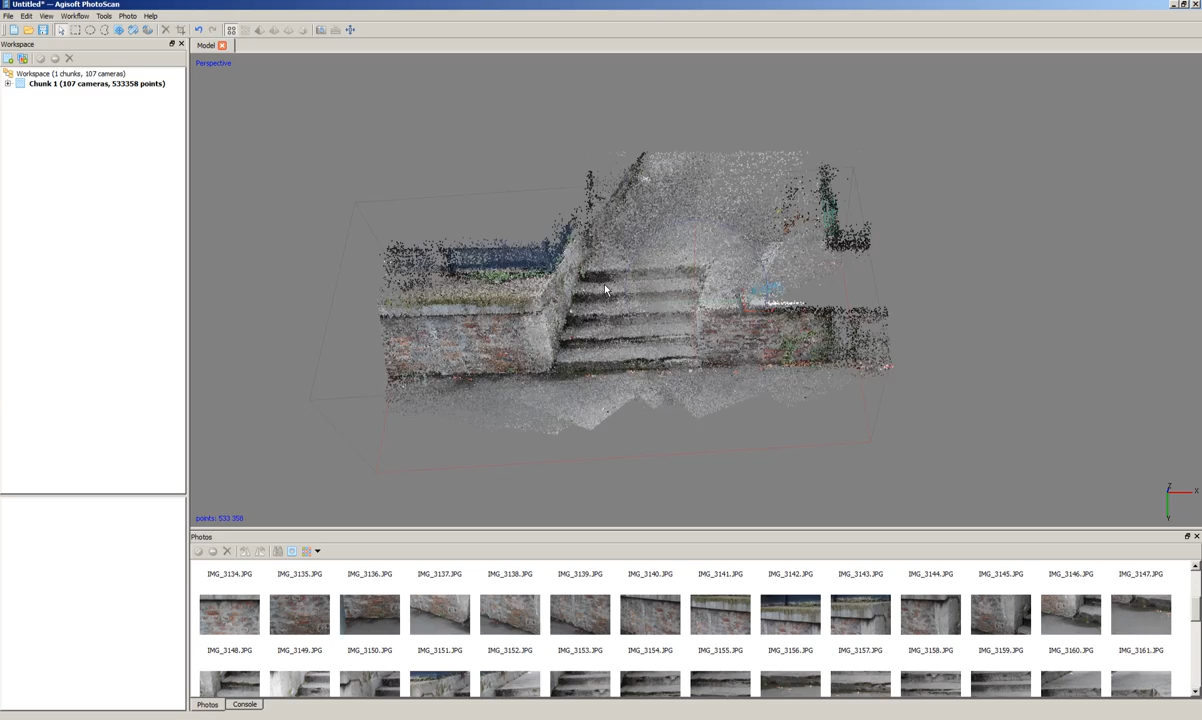 Untitled* — Agisoft PhotoScan
File Edit View Workflow Tools Photo Help
Workspace
Model
Workspace (1 chunks, 107 cameras)
Chunk 1 (107 cameras, 533358 points)
Perspective
Z
X
Y
points: 533 358
Photos
IMG_3134.JPG IMG_3135.JPG IMG_3136.JPG IMG_3137.JPG IMG_3138.JPG IMG_3139.JPG IMG_3140.JPG IMG_3141.JPG IMG_3142.JPG IMG_3143.JPG IMG_3144.JPG IMG_3145.JPG IMG_3146.JPG IMG_3147.JPG
IMG_3148.JPG IMG_3149.JPG IMG_3150.JPG IMG_3151.JPG IMG_3152.JPG IMG_3153.JPG IMG_3154.JPG IMG_3155.JPG IMG_3156.JPG IMG_3157.JPG IMG_3158.JPG IMG_3159.JPG IMG_3160.JPG IMG_3161.JPG
Photos Console